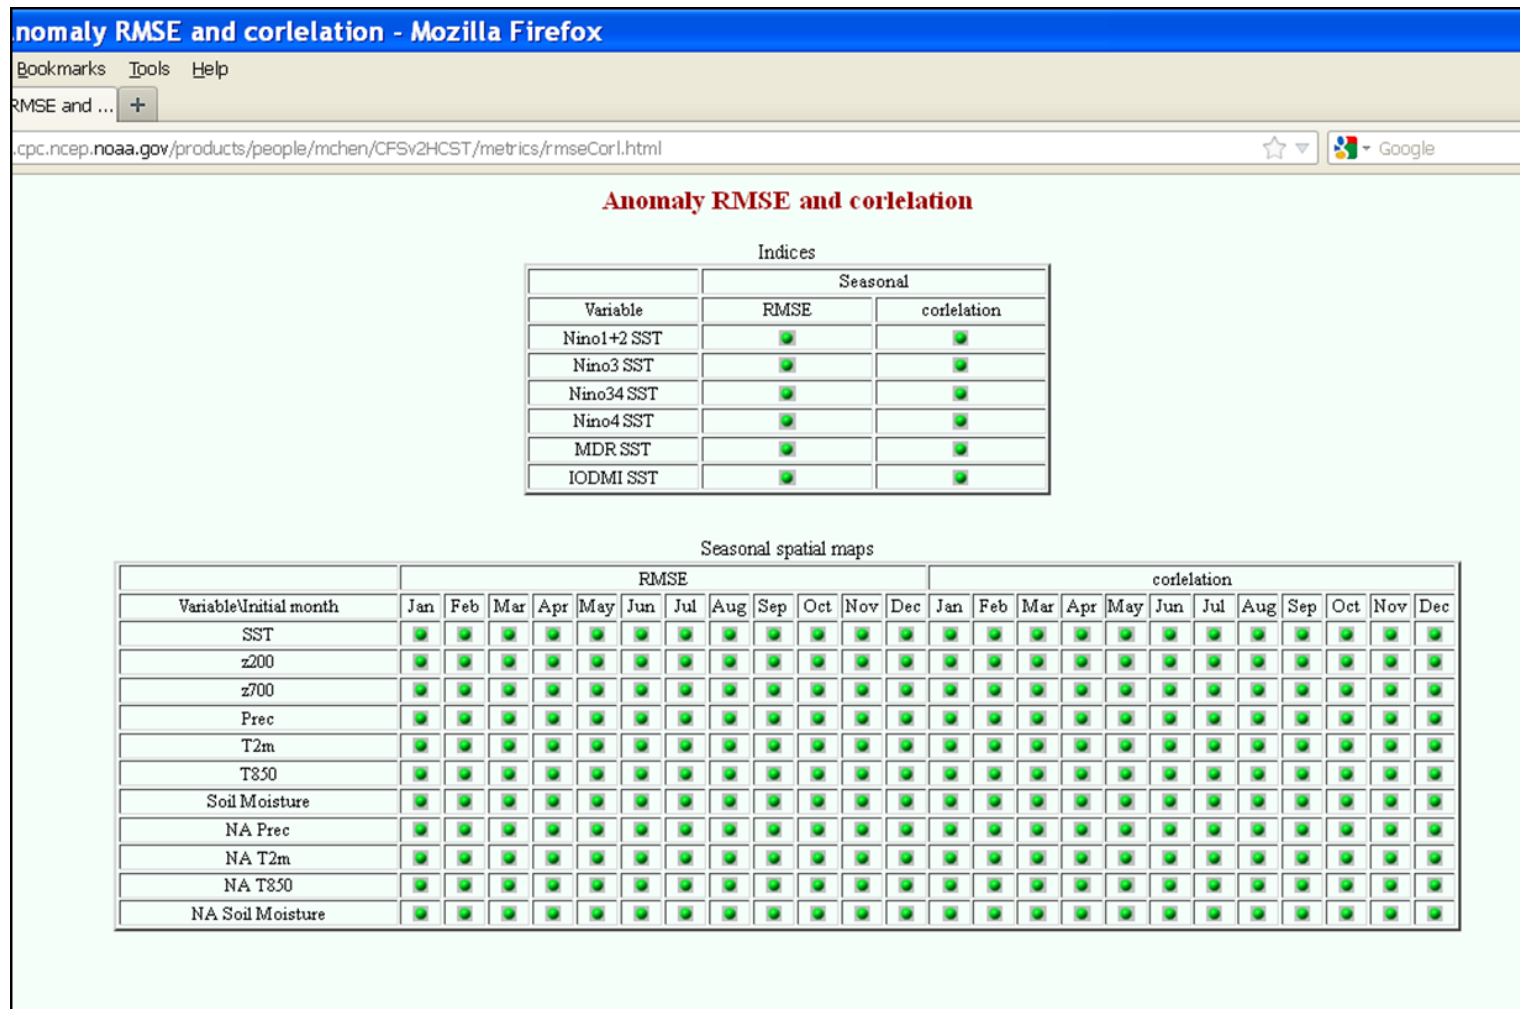 nomaly RMSE and corlelation - Mozilla Firefox
Bookmarks Tools Help
RMSE and ... +
.cpc.ncep.noaa.gov/products/people/mchen/CFSv2HCST/metrics/rmseCorl.html Google
Anomaly RMSE and corlelation
Indices
Seasonal
Variable RMSE corlelation
Nino1+2 SST
Nino3 SST
Nino34 SST
Nino4 SST
MDR SST
IODMI SST
Seasonal spatial maps
RMSE corlelation
Variable\Initial month Jan Feb Mar Apr May Jun Jul Aug Sep Oct Nov Dec Jan Feb Mar Apr May Jun Jul Aug Sep Oct Nov Dec
SST
z200
z700
Prec
T2m
T850
Soil Moisture
NA Prec
NA T2m
NA T850
NA Soil Moisture